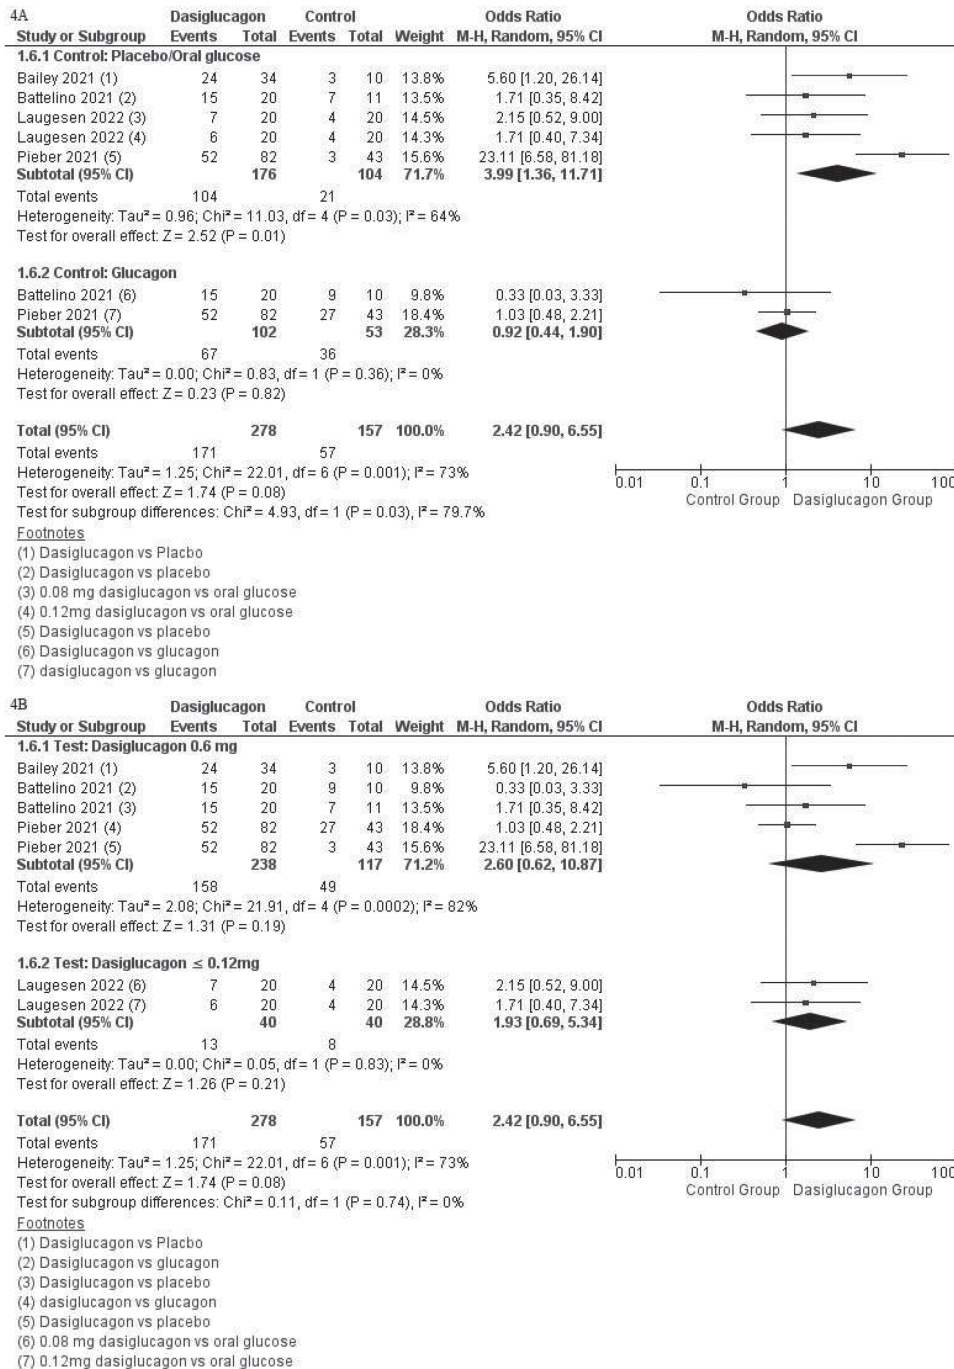 4A
Dasiglucagon Control Odds Ratio Odds Ratio
Study or Subgroup Events Total Events Total Weight M-H, Random, 95% CI M-H, Random, 95% CI
1.6.1 Control: Placebo/Oral glucose
Bailey 2021 (1) 24 34 3 10 13.8% 5.60 [1.20, 26.14]
Battelino 2021 (2) 15 20 7 11 13.5% 1.71 [0.35, 8.42]
Laugesen 2022 (3) 7 20 4 20 14.5% 2.15 [0.52, 9.00]
Laugesen 2022 (4) 6 20 4 20 14.3% 1.71 [0.40, 7.34]
Pieber 2021 (5) 52 82 3 43 15.6% 23.11 [6.58, 81.18]
Subtotal (95% CI) 176 104 71.7% 3.99 [1.36, 11.71]
Total events 104 21
Heterogeneity: Tau² = 0.96; Chi² = 11.03, df = 4 (P = 0.03); I² = 64%
Test for overall effect: Z = 2.52 (P = 0.01)
1.6.2 Control: Glucagon
Battelino 2021 (6) 15 20 9 10 9.8% 0.33 [0.03, 3.33]
Pieber 2021 (7) 52 82 27 43 18.4% 1.03 [0.48, 2.21]
Subtotal (95% CI) 102 53 28.3% 0.92 [0.44, 1.90]
Total events 67 36
Heterogeneity: Tau² = 0.00; Chi² = 0.83, df = 1 (P = 0.36); I² = 0%
Test for overall effect: Z = 0.23 (P = 0.82)
Total (95% CI) 278 157 100.0% 2.42 [0.90, 6.55]
Total events 171 57
Heterogeneity: Tau² = 1.25; Chi² = 22.01, df = 6 (P = 0.001); I² = 73%
Test for overall effect: Z = 1.74 (P = 0.08)
Test for subgroup differences: Chi² = 4.93, df = 1 (P = 0.03), I² = 79.7%
0.01 0.1 1 10 100
Control Group Dasiglucagon Group
Footnotes
(1) Dasiglucagon vs Placbo
(2) Dasiglucagon vs placebo
(3) 0.08 mg dasiglucagon vs oral glucose
(4) 0.12mg dasiglucagon vs oral glucose
(5) Dasiglucagon vs placebo
(6) Dasiglucagon vs glucagon
(7) dasiglucagon vs glucagon
4B
Dasiglucagon Control Odds Ratio Odds Ratio
Study or Subgroup Events Total Events Total Weight M-H, Random, 95% CI M-H, Random, 95% CI
1.6.1 Test: Dasiglucagon 0.6 mg
Bailey 2021 (1) 24 34 3 10 13.8% 5.60 [1.20, 26.14]
Battelino 2021 (2) 15 20 9 10 9.8% 0.33 [0.03, 3.33]
Battelino 2021 (3) 15 20 7 11 13.5% 1.71 [0.35, 8.42]
Pieber 2021 (4) 52 82 27 43 18.4% 1.03 [0.48, 2.21]
Pieber 2021 (5) 52 82 3 43 15.6% 23.11 [6.58, 81.18]
Subtotal (95% CI) 238 117 71.2% 2.60 [0.62, 10.87]
Total events 158 49
Heterogeneity: Tau² = 2.08; Chi² = 21.91, df = 4 (P = 0.0002); I² = 82%
Test for overall effect: Z = 1.31 (P = 0.19)
1.6.2 Test: Dasiglucagon ≤ 0.12mg
Laugesen 2022 (6) 7 20 4 20 14.5% 2.15 [0.52, 9.00]
Laugesen 2022 (7) 6 20 4 20 14.3% 1.71 [0.40, 7.34]
Subtotal (95% CI) 40 40 28.8% 1.93 [0.69, 5.34]
Total events 13 8
Heterogeneity: Tau² = 0.00; Chi² = 0.05, df = 1 (P = 0.83); I² = 0%
Test for overall effect: Z = 1.26 (P = 0.21)
Total (95% CI) 278 157 100.0% 2.42 [0.90, 6.55]
Total events 171 57
Heterogeneity: Tau² = 1.25; Chi² = 22.01, df = 6 (P = 0.001); I² = 73%
Test for overall effect: Z = 1.74 (P = 0.08)
Test for subgroup differences: Chi² = 0.11, df = 1 (P = 0.74), I² = 0%
0.01 0.1 1 10 100
Control Group Dasiglucagon Group
Footnotes
(1) Dasiglucagon vs Placbo
(2) Dasiglucagon vs glucagon
(3) Dasiglucagon vs placebo
(4) dasiglucagon vs glucagon
(5) Dasiglucagon vs placebo
(6) 0.08 mg dasiglucagon vs oral glucose
(7) 0.12mg dasiglucagon vs oral glucose